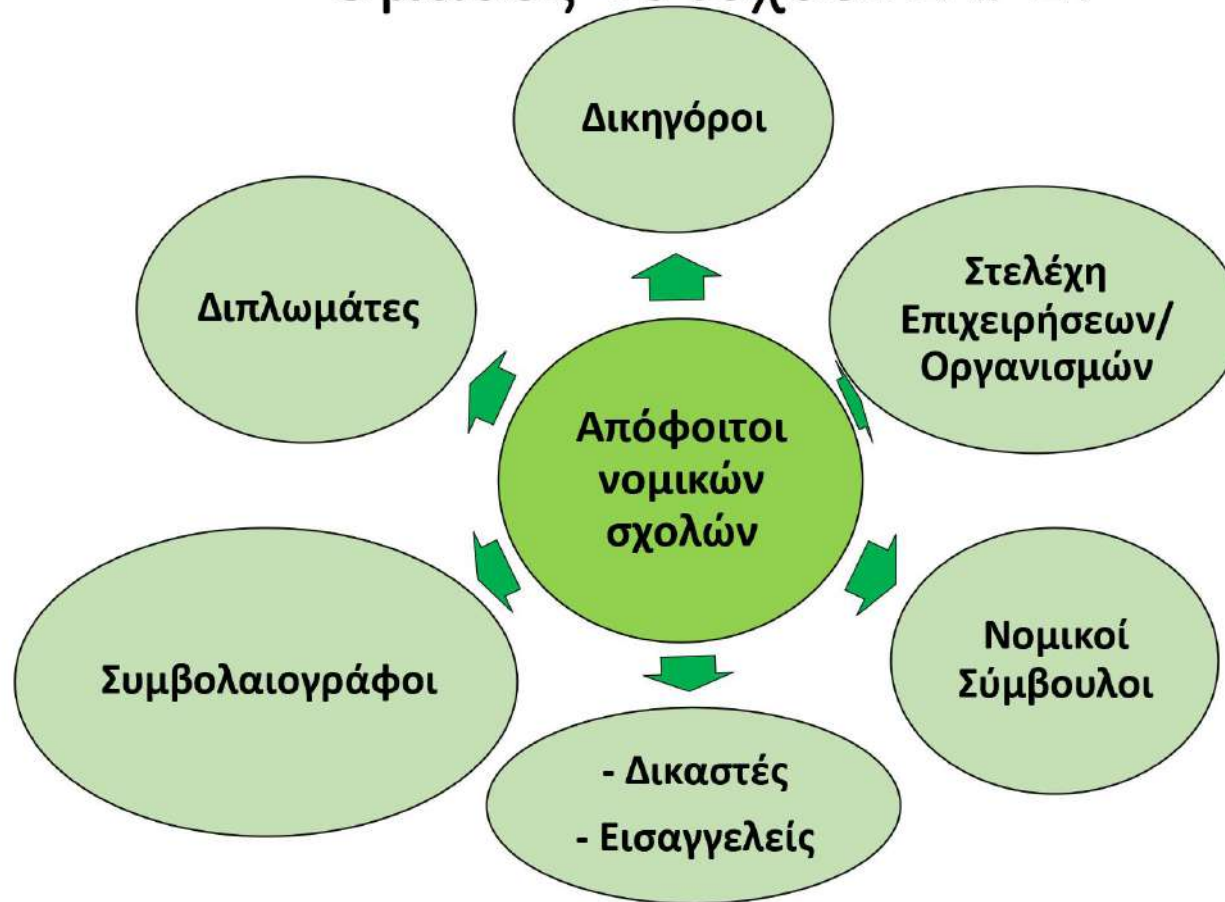 Δικηγόροι
Στελέχη
Επιχειρήσεων/
Οργανισμών
Διπλωμάτες
Απόφοιτοι
νομικών
σχολών
Νομικοί
Σύμβουλοι
Συμβολαιογράφοι
- Δικαστές
- Εισαγγελείς